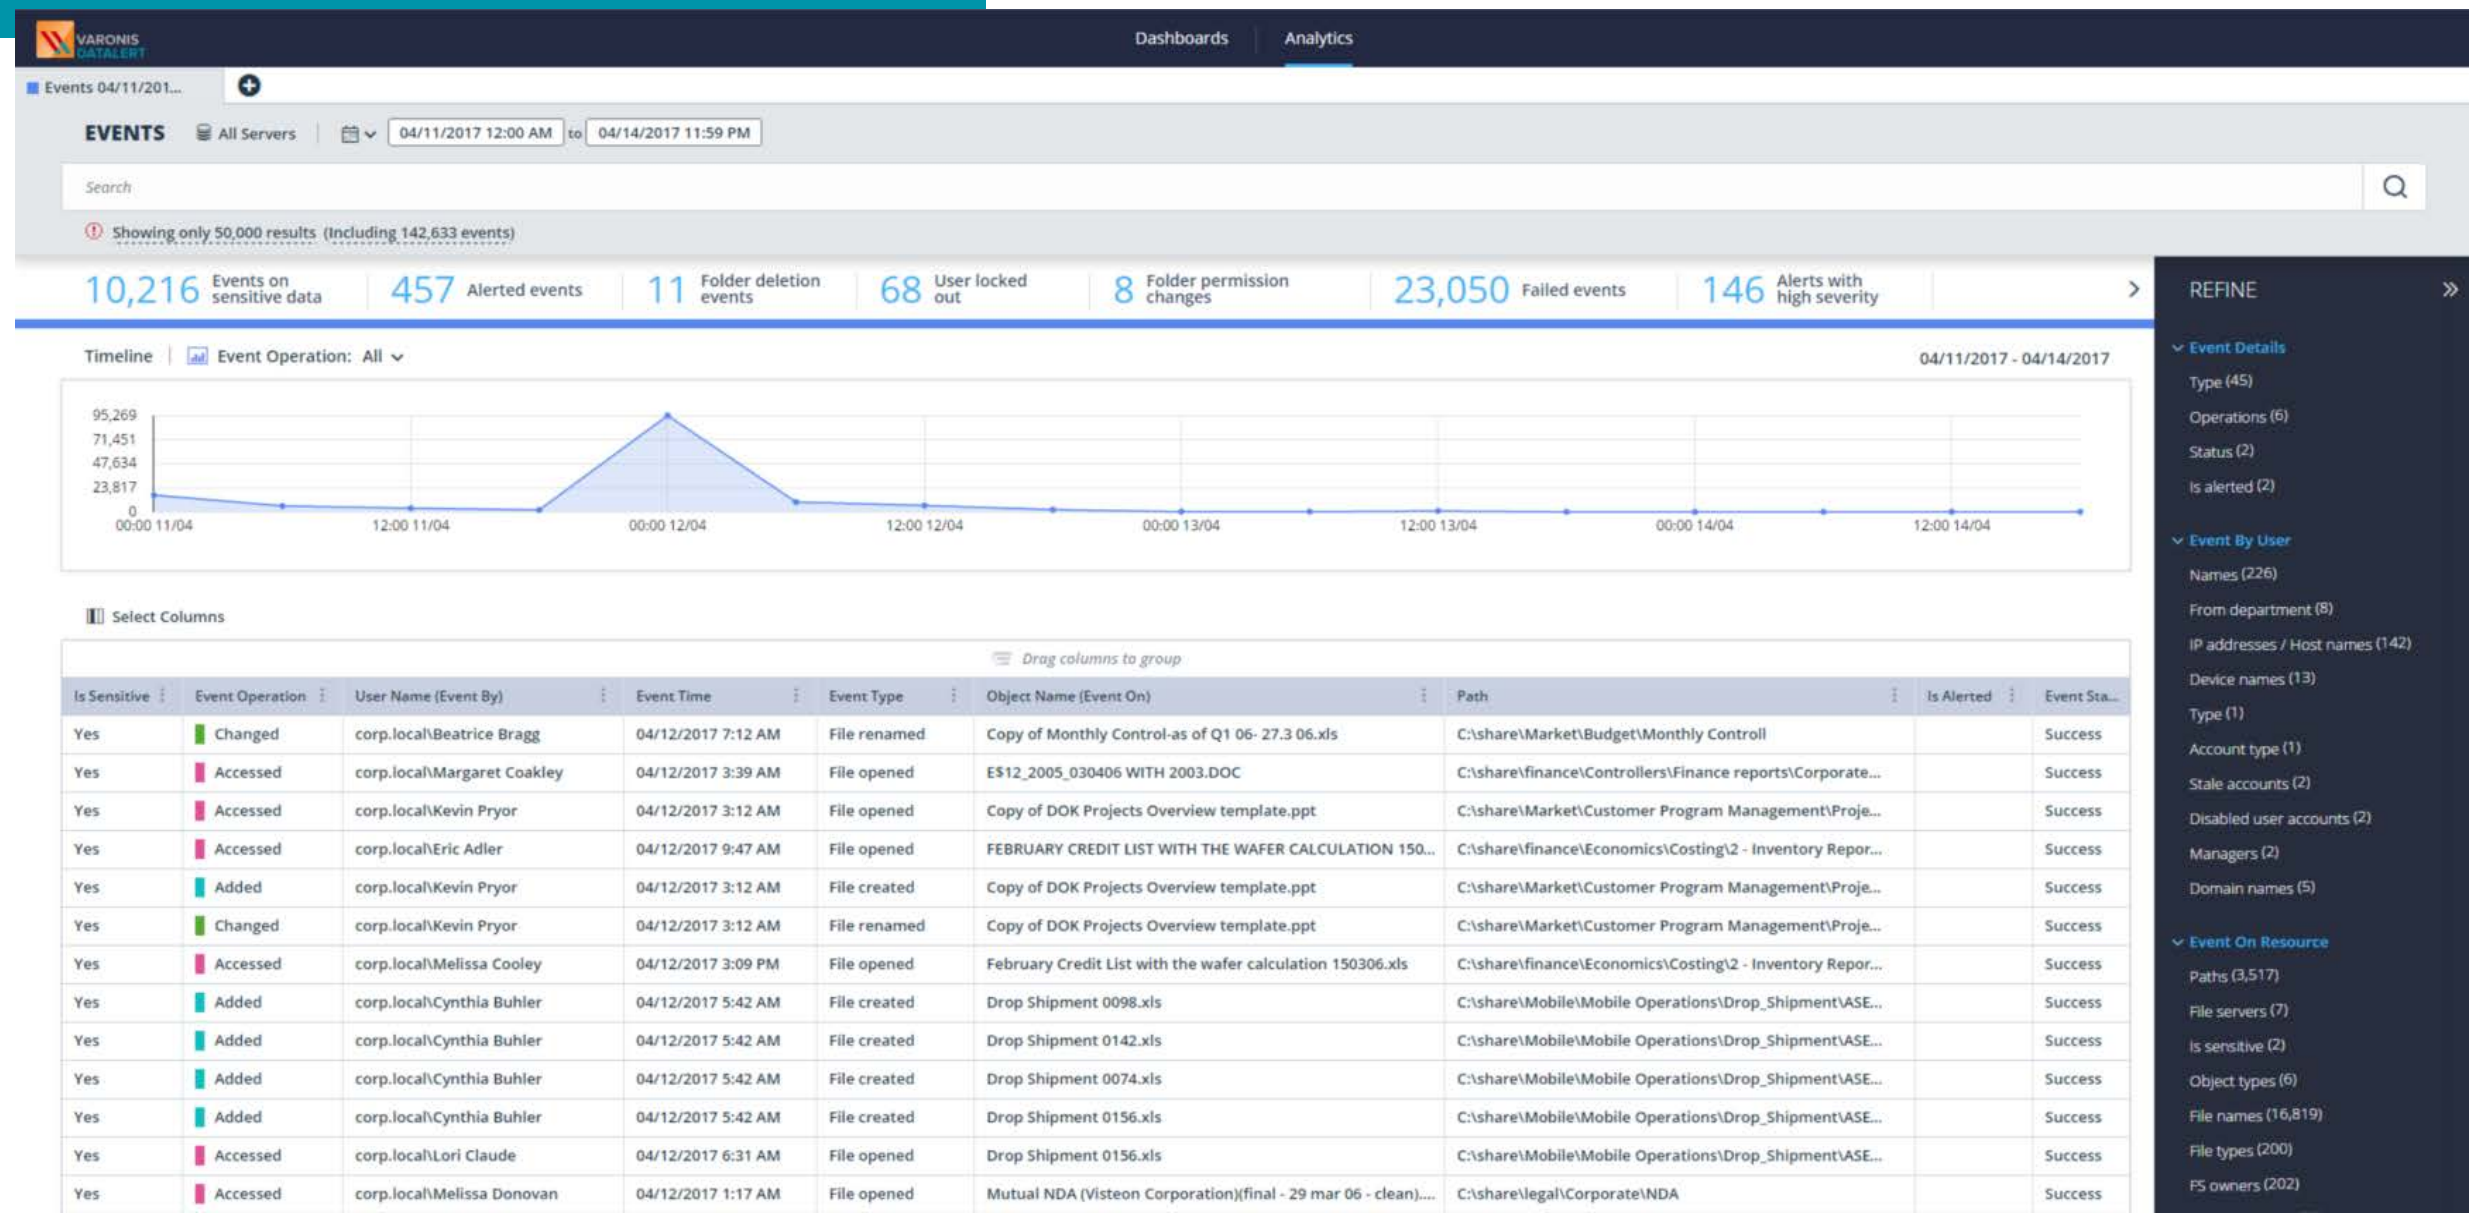 VARONIS
DATALERT
Dashboards Analytics
Events 04/11/201...
EVENTS All Servers 04/11/2017 12:00 AM to 04/14/2017 11:59 PM
Search
Showing only 50,000 results (Including 142,633 events)
10,216 Events on sensitive data 457 Alerted events 11 Folder deletion events 68 User locked out 8 Folder permission changes 23,050 Failed events 146 Alerts with high severity
Timeline Event Operation: All 04/11/2017 - 04/14/2017
95,269
71,451
47,634
23,817
0
00:00 11/04 12:00 11/04 00:00 12/04 12:00 12/04 00:00 13/04 12:00 13/04 00:00 14/04 12:00 14/04
Select Columns
Drag columns to group
Is Sensitive Event Operation User Name (Event By) Event Time Event Type Object Name (Event On) Path Is Alerted Event Sta...
Yes Changed corp.local\Beatrice Bragg 04/12/2017 7:12 AM File renamed Copy of Monthly Control-as of Q1 06- 27.3 06.xls C:\share\Market\Budget\Monthly Controll Success
Yes Accessed corp.local\Margaret Coakley 04/12/2017 3:39 AM File opened E$12_2005_030406 WITH 2003.DOC C:\share\finance\Controllers\Finance reports\Corporate... Success
Yes Accessed corp.local\Kevin Pryor 04/12/2017 3:12 AM File opened Copy of DOK Projects Overview template.ppt C:\share\Market\Customer Program Management\Proje... Success
Yes Accessed corp.local\Eric Adler 04/12/2017 9:47 AM File opened FEBRUARY CREDIT LIST WITH THE WAFER CALCULATION 150... C:\share\finance\Economics\Costing\2 - Inventory Repor... Success
Yes Added corp.local\Kevin Pryor 04/12/2017 3:12 AM File created Copy of DOK Projects Overview template.ppt C:\share\Market\Customer Program Management\Proje... Success
Yes Changed corp.local\Kevin Pryor 04/12/2017 3:12 AM File renamed Copy of DOK Projects Overview template.ppt C:\share\Market\Customer Program Management\Proje... Success
Yes Accessed corp.local\Melissa Cooley 04/12/2017 3:09 PM File opened February Credit List with the wafer calculation 150306.xls C:\share\finance\Economics\Costing\2 - Inventory Repor... Success
Yes Added corp.local\Cynthia Buhler 04/12/2017 5:42 AM File created Drop Shipment 0098.xls C:\share\Mobile\Mobile Operations\Drop_Shipment\ASE... Success
Yes Added corp.local\Cynthia Buhler 04/12/2017 5:42 AM File created Drop Shipment 0142.xls C:\share\Mobile\Mobile Operations\Drop_Shipment\ASE... Success
Yes Added corp.local\Cynthia Buhler 04/12/2017 5:42 AM File created Drop Shipment 0074.xls C:\share\Mobile\Mobile Operations\Drop_Shipment\ASE... Success
Yes Added corp.local\Cynthia Buhler 04/12/2017 5:42 AM File created Drop Shipment 0156.xls C:\share\Mobile\Mobile Operations\Drop_Shipment\ASE... Success
Yes Accessed corp.local\Lori Claude 04/12/2017 6:31 AM File opened Drop Shipment 0156.xls C:\share\Mobile\Mobile Operations\Drop_Shipment\ASE... Success
Yes Accessed corp.local\Melissa Donovan 04/12/2017 1:17 AM File opened Mutual NDA (Visteon Corporation)(final - 29 mar 06 - clean).... C:\share\legal\Corporate\NDA Success
REFINE
Event Details
Type (45)
Operations (6)
Status (2)
Is alerted (2)
Event By User
Names (226)
From department (8)
IP addresses / Host names (142)
Device names (13)
Type (1)
Account type (1)
Stale accounts (2)
Disabled user accounts (2)
Managers (2)
Domain names (5)
Event On Resource
Paths (3,517)
File servers (7)
Is sensitive (2)
Object types (6)
File names (16,819)
File types (200)
FS owners (202)